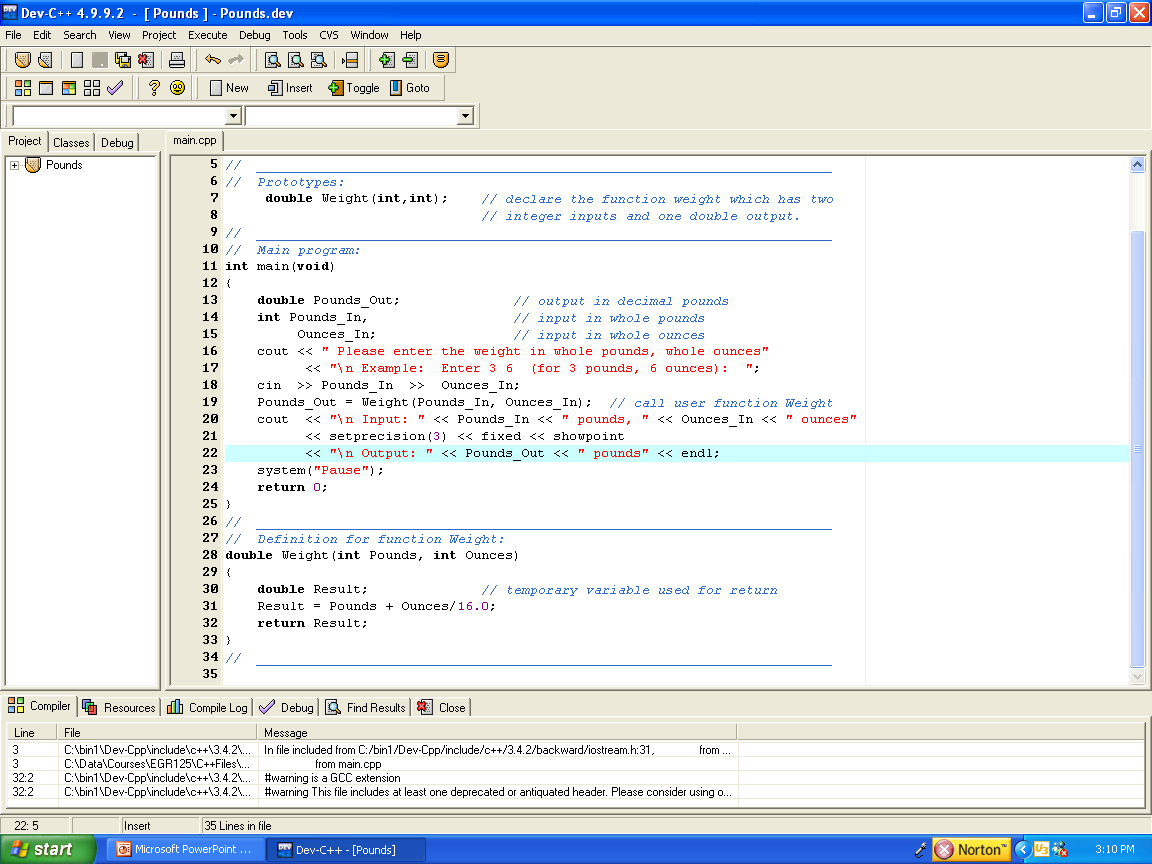 Dev-C++ 4.9.9.2 - [ Pounds ] - Pounds.dev
File Edit Search View Project Execute Debug Tools CVS Window Help
New Insert Toggle Goto
Project Classes Debug main.cpp
Pounds
5 // ________________________________________________________________________
6 // Prototypes:
7 double Weight(int,int); // declare the function weight which has two
8 // integer inputs and one double output.
9 // ________________________________________________________________________
10 // Main program:
11 int main(void)
12 {
13 double Pounds_Out; // output in decimal pounds
14 int Pounds_In, // input in whole pounds
15 Ounces_In; // input in whole ounces
16 cout << " Please enter the weight in whole pounds, whole ounces"
17 << "\n Example:  Enter 3 6  (for 3 pounds, 6 ounces):  ";
18 cin >> Pounds_In >> Ounces_In;
19 Pounds_Out = Weight(Pounds_In, Ounces_In); // call user function Weight
20 cout << "\n Input: " << Pounds_In << " pounds, " << Ounces_In << " ounces"
21 << setprecision(3) << fixed << showpoint
22 << "\n Output: " << Pounds_Out << " pounds" << endl;
23 system("Pause");
24 return 0;
25 }
26 // ________________________________________________________________________
27 // Definition for function Weight:
28 double Weight(int Pounds, int Ounces)
29 {
30 double Result; // temporary variable used for return
31 Result = Pounds + Ounces/16.0;
32 return Result;
33 }
34 // ________________________________________________________________________
35
Compiler Resources Compile Log Debug Find Results Close
Line File Message
3 C:\bin1\Dev-Cpp\include\c++\3.4.2\... In file included from C:/bin1/Dev-Cpp/include/c++/3.4.2/backward/iostream.h:31, from ...
3 C:\Data\Courses\EGR125\C++Files\... from main.cpp
32:2 C:\bin1\Dev-Cpp\include\c++\3.4.2\... #warning is a GCC extension
32:2 C:\bin1\Dev-Cpp\include\c++\3.4.2\... #warning This file includes at least one deprecated or antiquated header. Please consider using o...
22: 5 Insert 35 Lines in file
start Microsoft PowerPoint ... Dev-C++ - [Pounds] Norton™ U3 3:10 PM